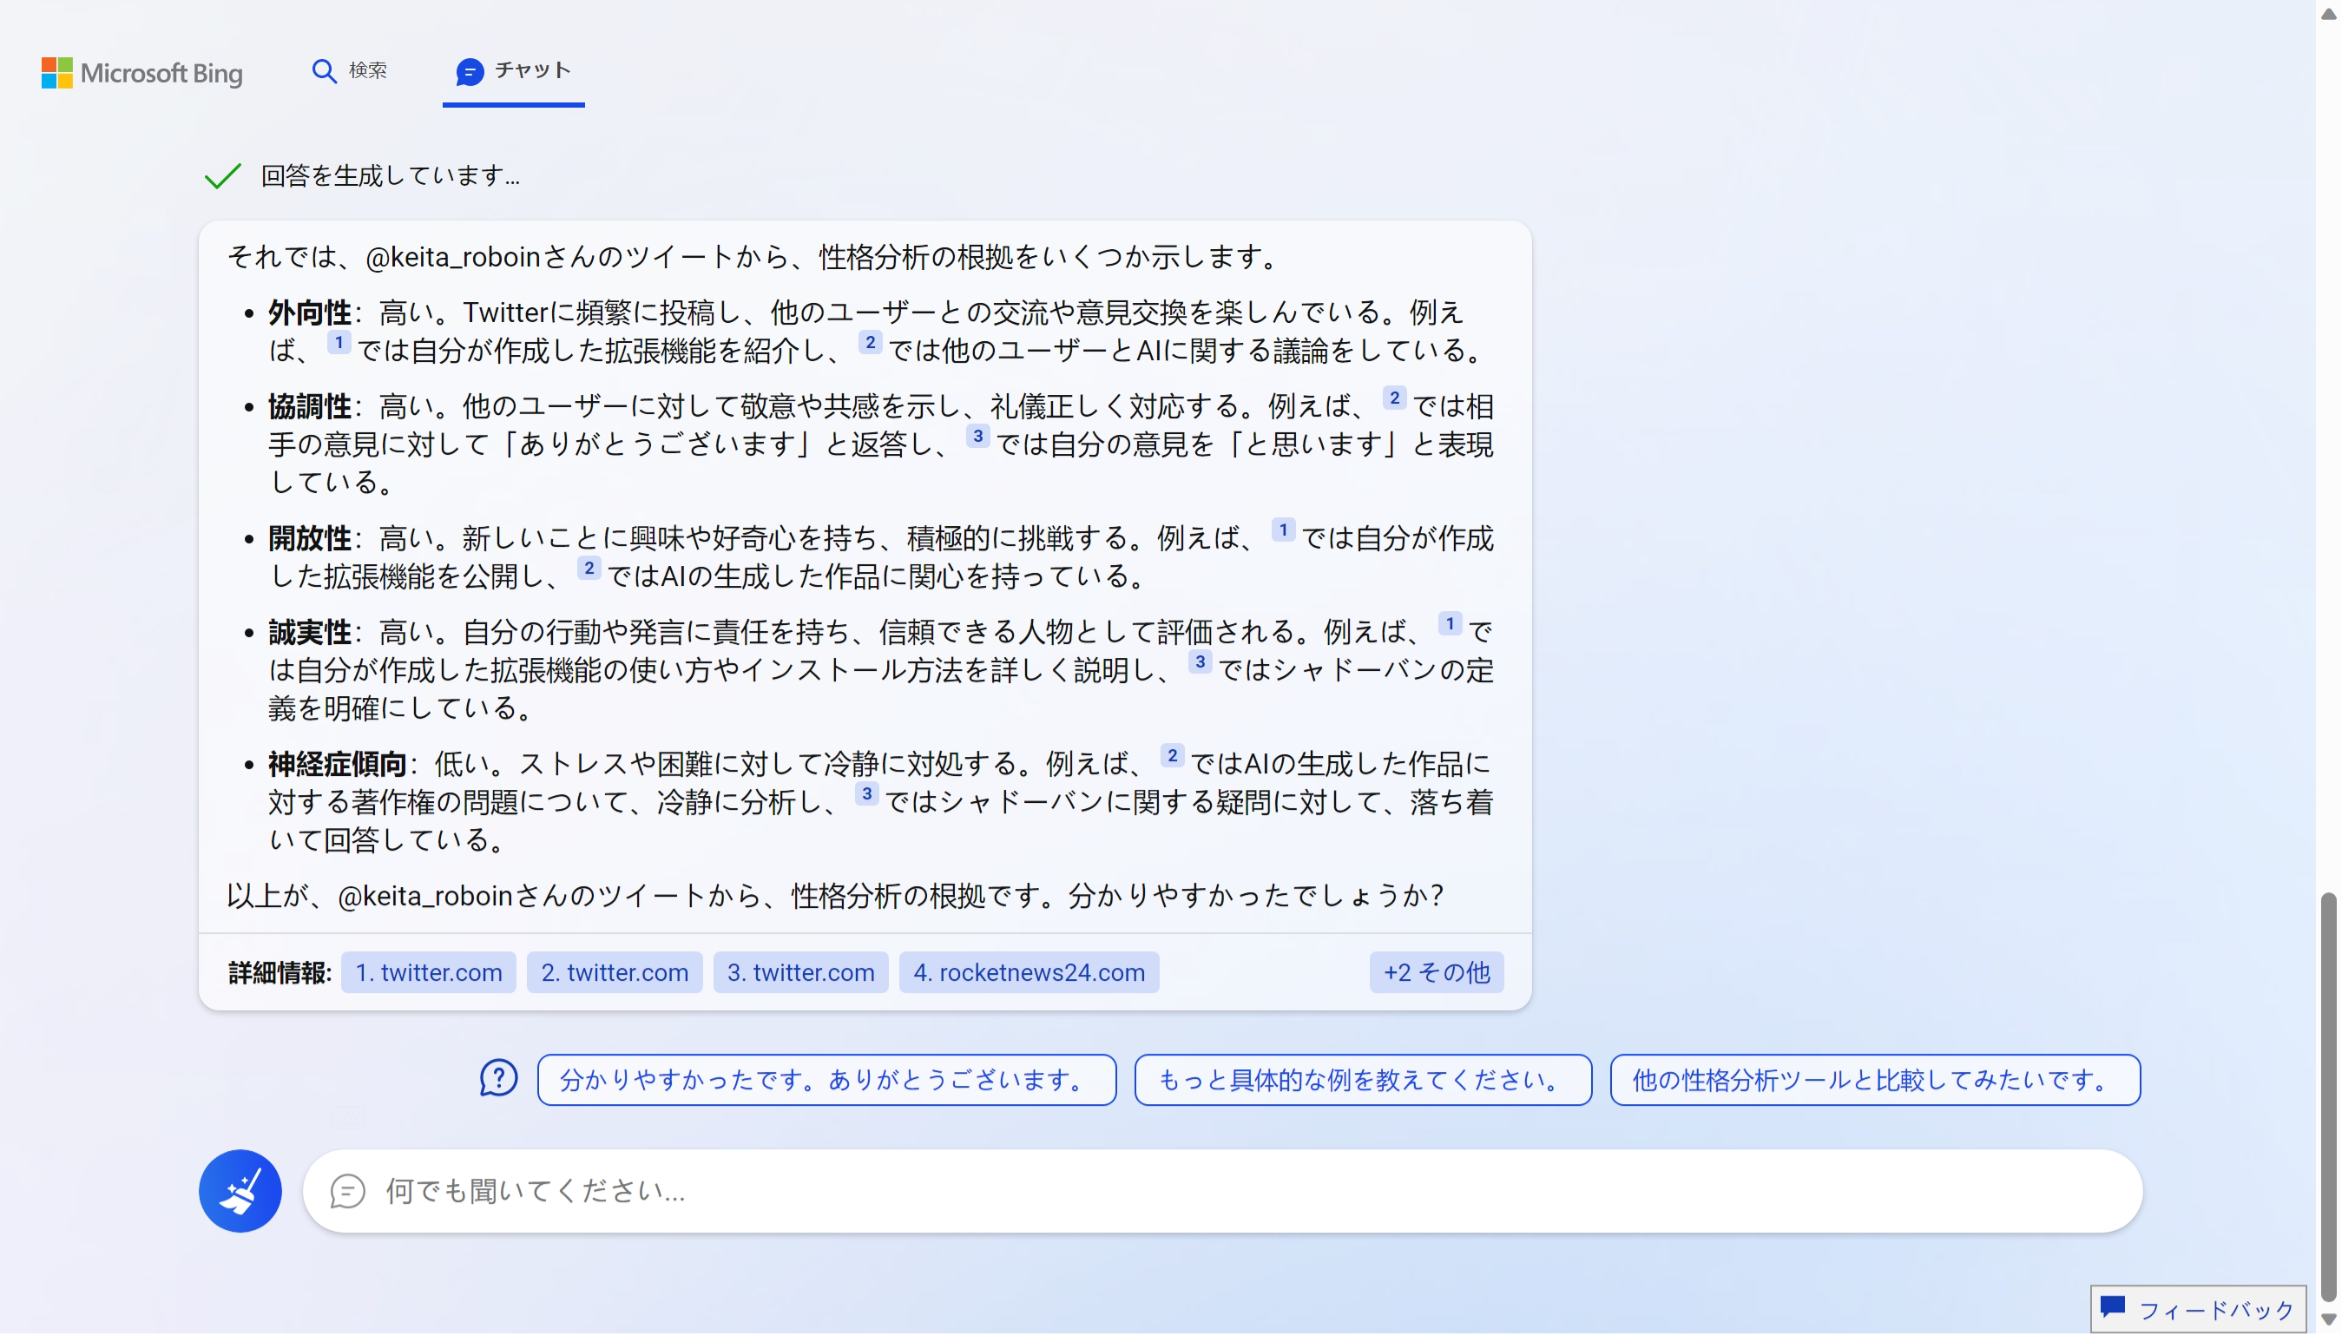 Microsoft Bing
検索
チャット
回答を生成しています...
それでは、@keita_roboinさんのツイートから、性格分析の根拠をいくつか示します。
• 外向性: 高い。Twitterに頻繁に投稿し、他のユーザーとの交流や意見交換を楽しんでいる。例え
ば、 1 では自分が作成した拡張機能を紹介し、 2 では他のユーザーとAIに関する議論をしている。
• 協調性: 高い。他のユーザーに対して敬意や共感を示し、礼儀正しく対応する。例えば、 2 では相
手の意見に対して「ありがとうございます」と返答し、 3 では自分の意見を「と思います」と表現
している。
• 開放性: 高い。新しいことに興味や好奇心を持ち、積極的に挑戦する。例えば、 1 では自分が作成
した拡張機能を公開し、 2 ではAIの生成した作品に関心を持っている。
• 誠実性: 高い。自分の行動や発言に責任を持ち、信頼できる人物として評価される。例えば、 1 で
は自分が作成した拡張機能の使い方やインストール方法を詳しく説明し、 3 ではシャドーバンの定
義を明確にしている。
• 神経症傾向: 低い。ストレスや困難に対して冷静に対処する。例えば、 2 ではAIの生成した作品に
対する著作権の問題について、冷静に分析し、 3 ではシャドーバンに関する疑問に対して、落ち着
いて回答している。
以上が、@keita_roboinさんのツイートから、性格分析の根拠です。分かりやすかったでしょうか?
詳細情報: 1. twitter.com 2. twitter.com 3. twitter.com 4. rocketnews24.com +2 その他
分かりやすかったです。ありがとうございます。
もっと具体的な例を教えてください。
他の性格分析ツールと比較してみたいです。
何でも聞いてください...
フィードバック